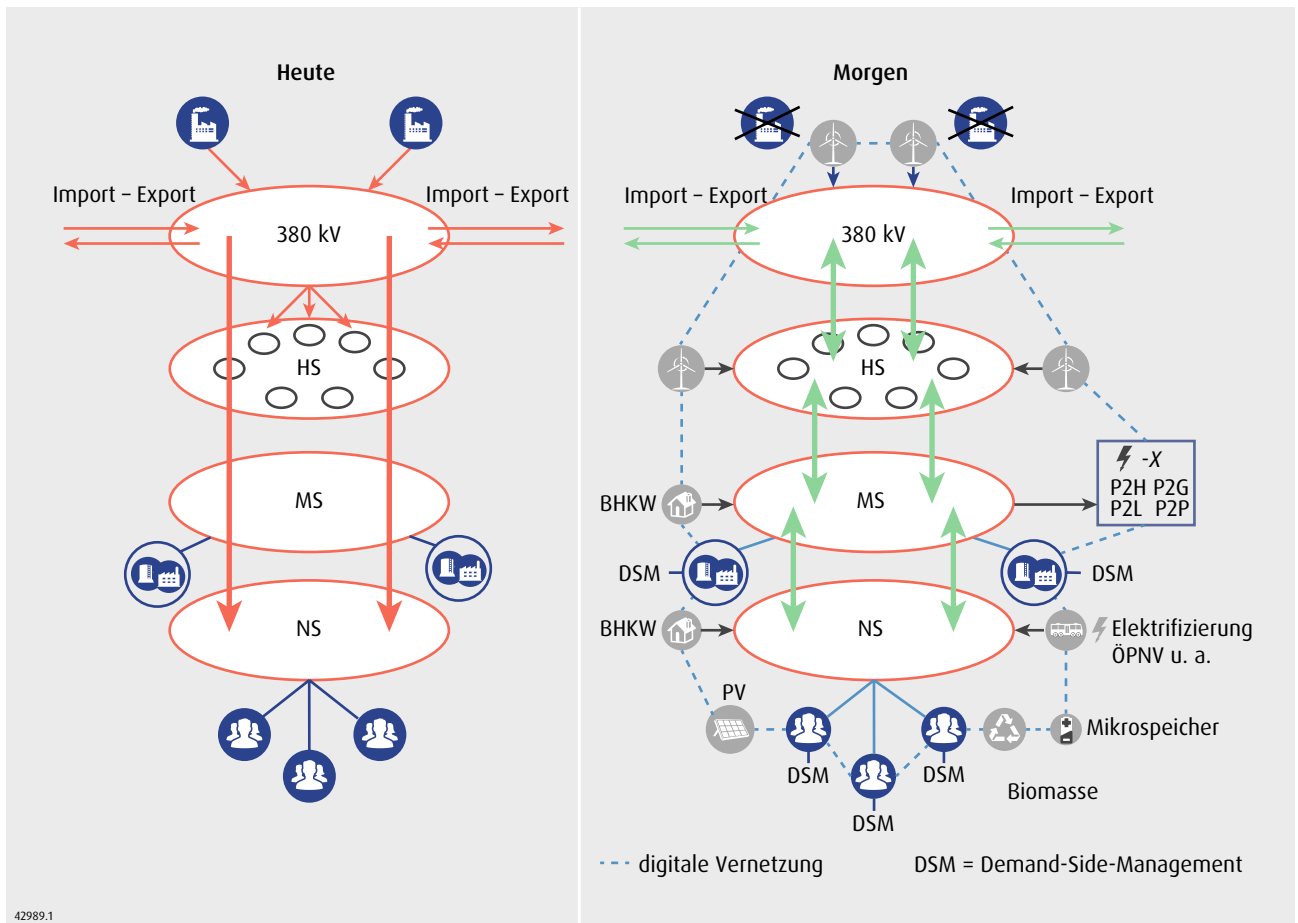 Heute
Import – Export
Import – Export
380 kV
HS
MS
NS
Morgen
Import – Export
Import – Export
380 kV
HS
-X
P2H P2G
P2L P2P
BHKW
MS
DSM
DSM
BHKW
NS
Elektrifizierung
ÖPNV u. a.
PV
Mikrospeicher
DSM
DSM
Biomasse
DSM
digitale Vernetzung
DSM = Demand-Side-Management
42989.1